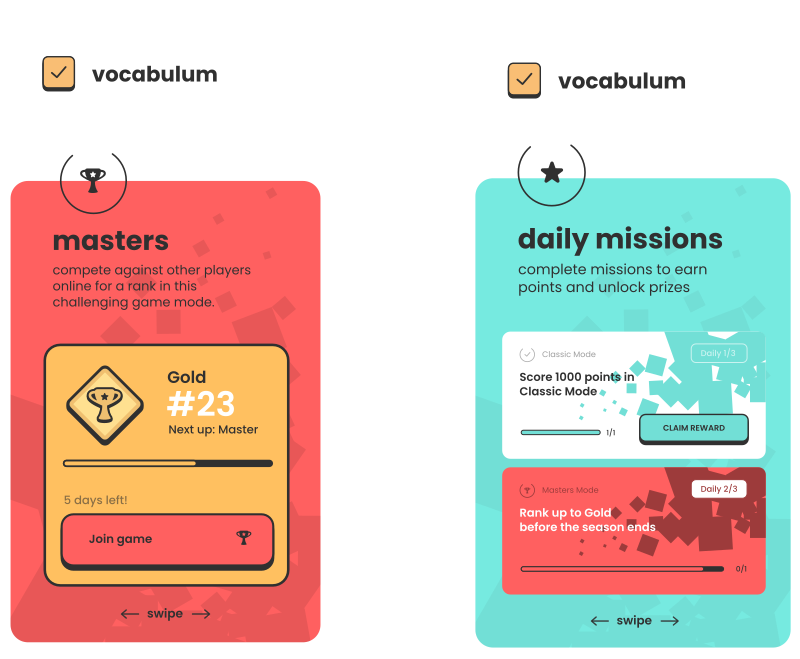 vocabulum
masters
compete against other players
online for a rank in this
challenging game mode.
Gold
#23
Next up: Master
5 days left!
Join game
swipe
vocabulum
daily missions
complete missions to earn
points and unlock prizes
Classic Mode
Daily 1/3
Score 1000 points in
Classic Mode
1/1
CLAIM REWARD
Masters Mode
Daily 2/3
Rank up to Gold
before the season ends
0/1
swipe